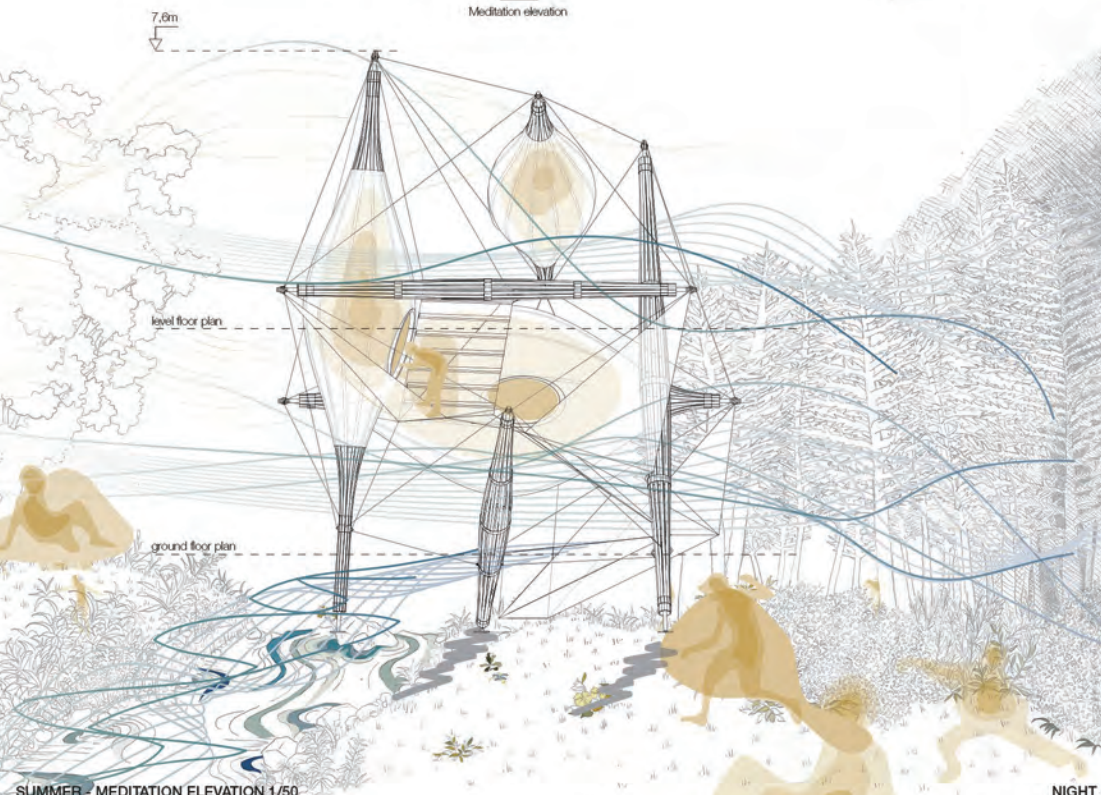 Meditation elevation
7,6m
level floor plan
ground floor plan
SUMMER - MEDITATION ELEVATION 1/50
NIGHT